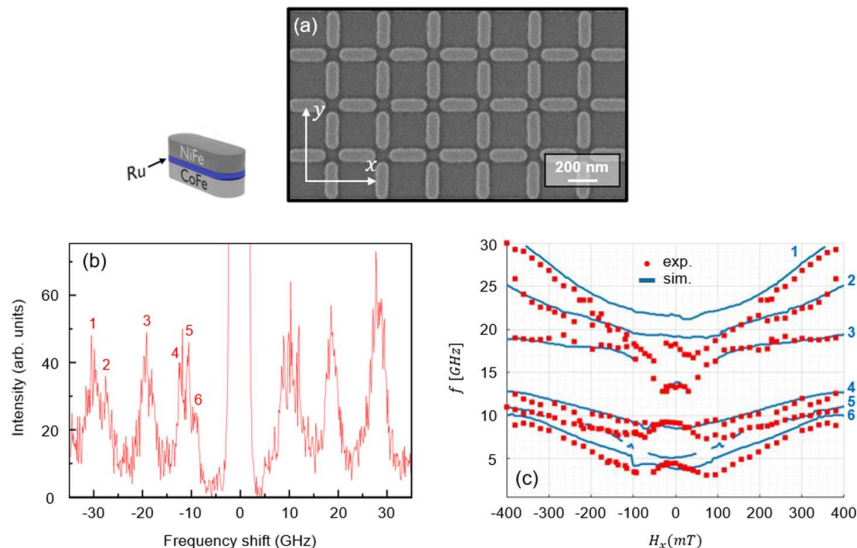 (a)
NiFe
Ru
CoFe
y
x
200 nm
(b)
60
40
20
0
Intensity (arb. units)
1
2
3
4
5
6
-30
-20
-10
0
10
20
30
Frequency shift (GHz)
30
25
20
15
10
5
f [GHz]
exp.
sim.
1
2
3
4
5
6
(c)
-400
-300
-200
-100
0
100
200
300
400
H_x(mT)